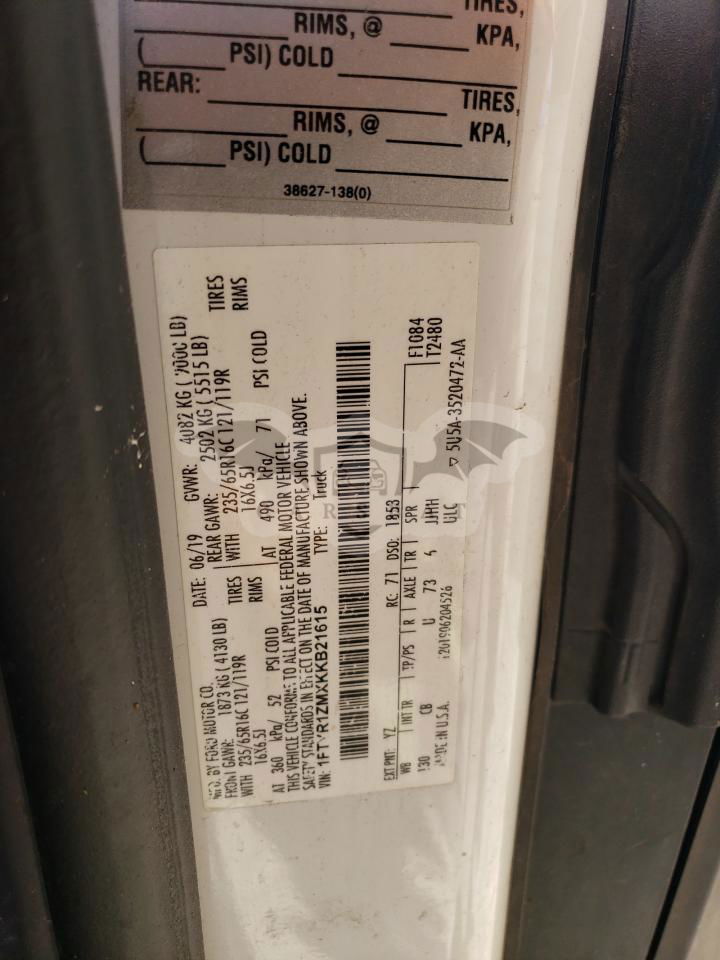 TIRES,
RIMS, @ KPA,
( PSI) COLD
REAR: TIRES,
RIMS, @ KPA,
( PSI) COLD
38627-138(0)
MFD. BY FORD MOTOR CO.
DATE: 06/19 GVWR: 4082 KG ( 9000 LB)
FRONT GAWR: 1873 KG ( 4130 LB) REAR GAWR: 2502 KG ( 5515 LB)
WITH 235/65R16C 121/119R TIRES WITH 235/65R16C 121/119R TIRES
16X6.5J RIMS 16X6.5J RIMS
AT 360 kPa/ 52 PSI COLD AT 490 kPa/ 71 PSI COLD
THIS VEHICLE CONFORMS TO ALL APPLICABLE FEDERAL MOTOR VEHICLE
SAFETY STANDARDS IN EFFECT ON THE DATE OF MANUFACTURE SHOWN ABOVE.
VIN: 1FTYR1ZMXKKB21615 TYPE: Truck
EXT PNT: YZ RC: 71 DSO: 1853 F1084
WB INT TR TP/PS R AXLE TR SPR T2480
130 CB U 73 4 JJHH
ULC
MADE IN U.S.A. 5U5A-3520472-AA